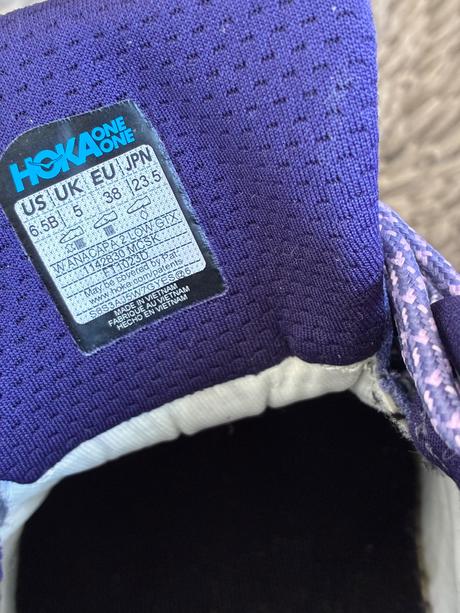 HOKA ONE ONE
US UK EU JPN
6.5B 5 38 23.5
W ANACAPA 2 LOW GTX
1142830 MCSK
F11023D
May be covered by Pat.
www.hoka.com/patents
MADE IN VIETNAM
FABRIQUÉ AU VIETNAM
HECHO EN VIETNAM